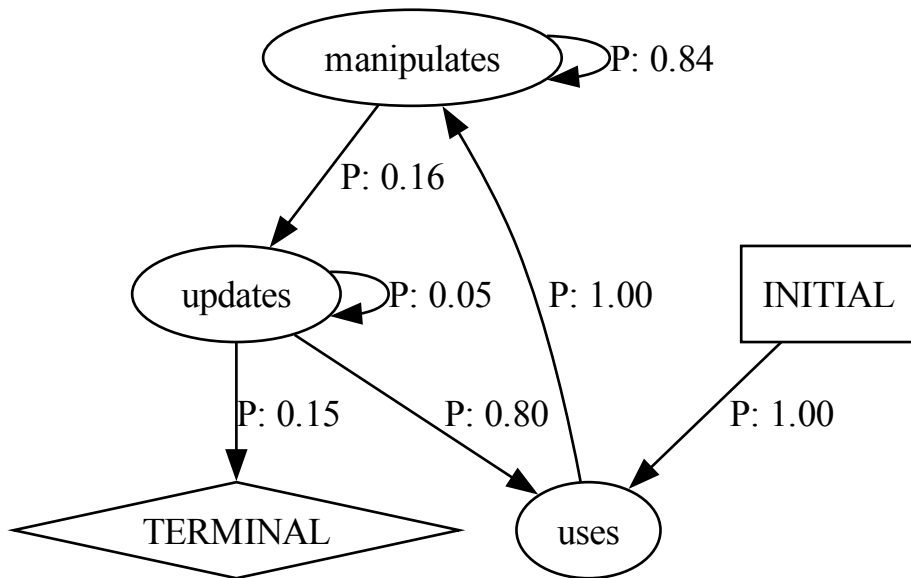 manipulates
P: 0.84
P: 0.16
updates
P: 0.05
P: 1.00
INITIAL
P: 0.15
P: 0.80
P: 1.00
TERMINAL
uses